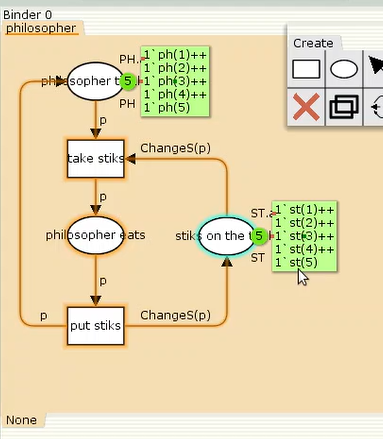 Binder 0
philosopher
Create
PH.
1`ph(1)++
1`ph(2)++
1`ph(3)++
1`ph(4)++
1`ph(5)
philosopher t
5
PH
p
take stiks
ChangeS(p)
p
philosopher eats
stiks on the t
5
ST.a
1`st(1)++
1`st(2)++
1`st(3)++
1`st(4)++
1`st(5)
ST
p
put stiks
p
ChangeS(p)
None